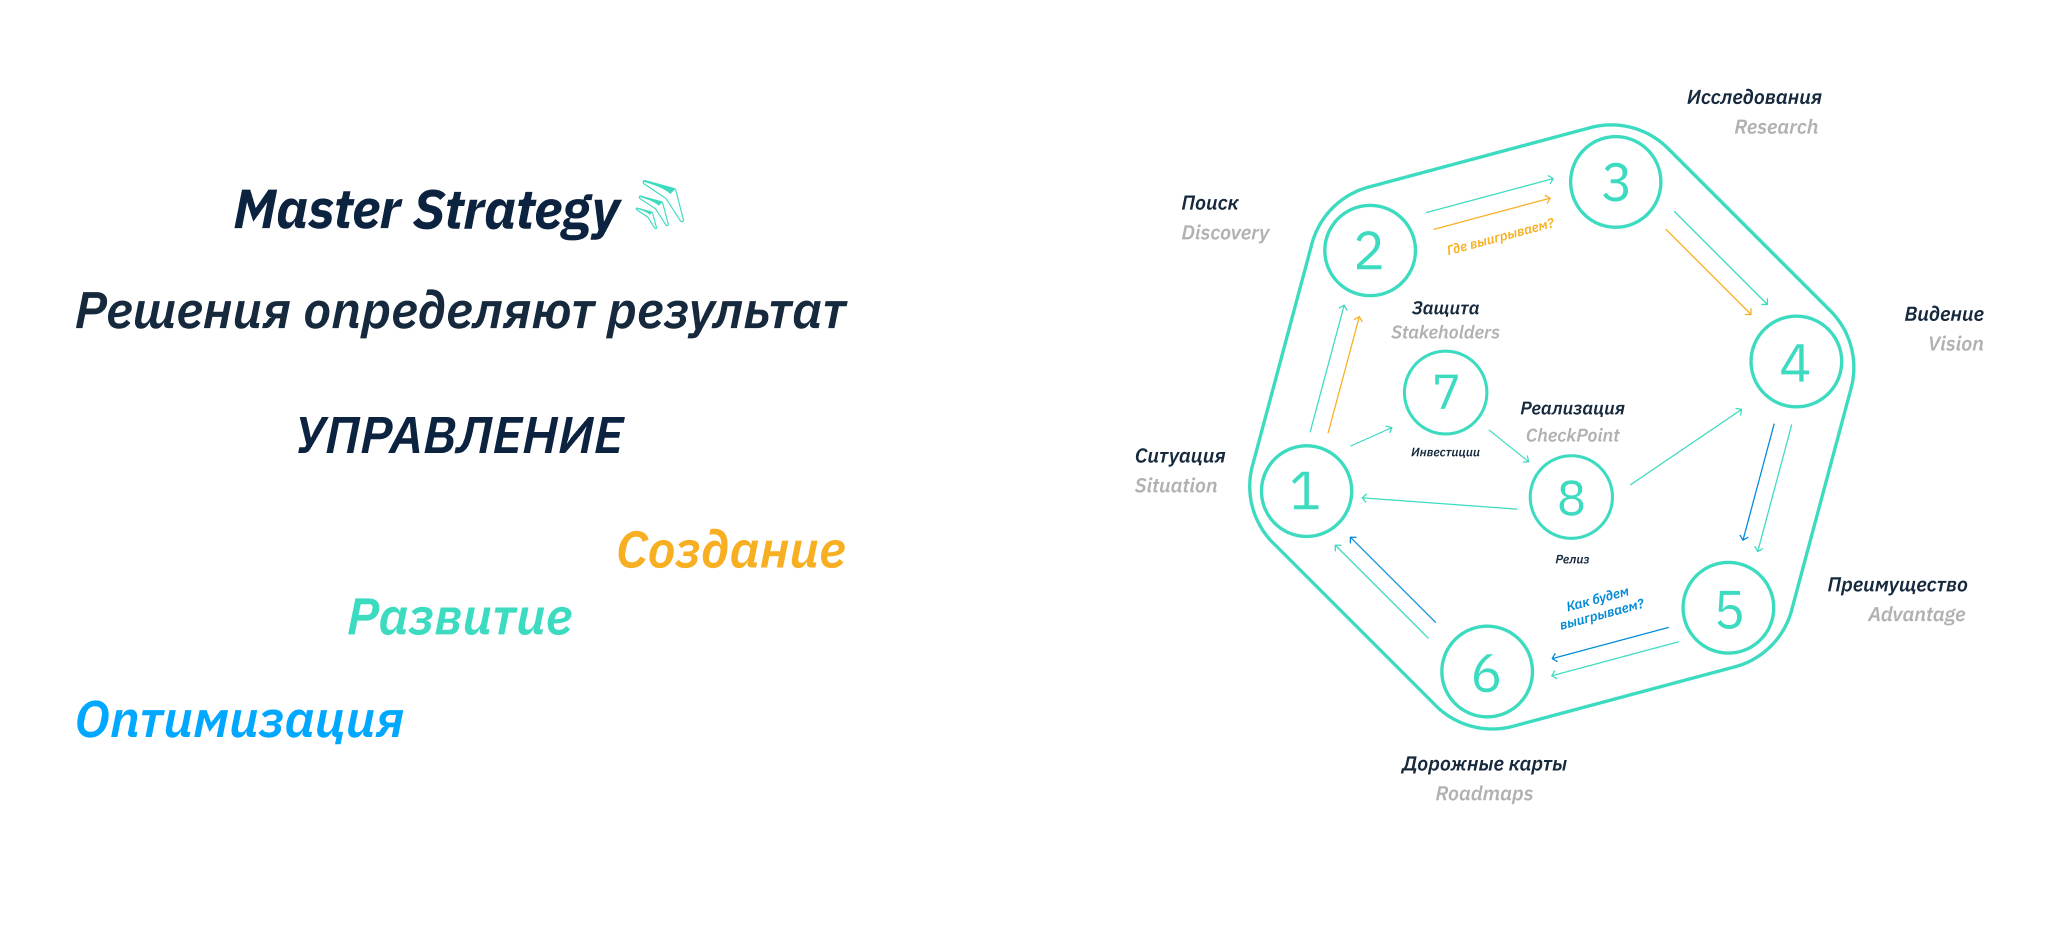 Master Strategy
Решения определяют результат
УПРАВЛЕНИЕ
Создание
Развитие
Оптимизация
Исследования
Research
3
Поиск
Discovery
2
Где выигрываем?
Видение
Vision
4
Защита
Stakeholders
7
Инвестиции
Реализация
CheckPoint
8
Релиз
Ситуация
Situation
1
Преимущество
Advantage
5
Как будем
выигрываем?
6
Дорожные карты
Roadmaps